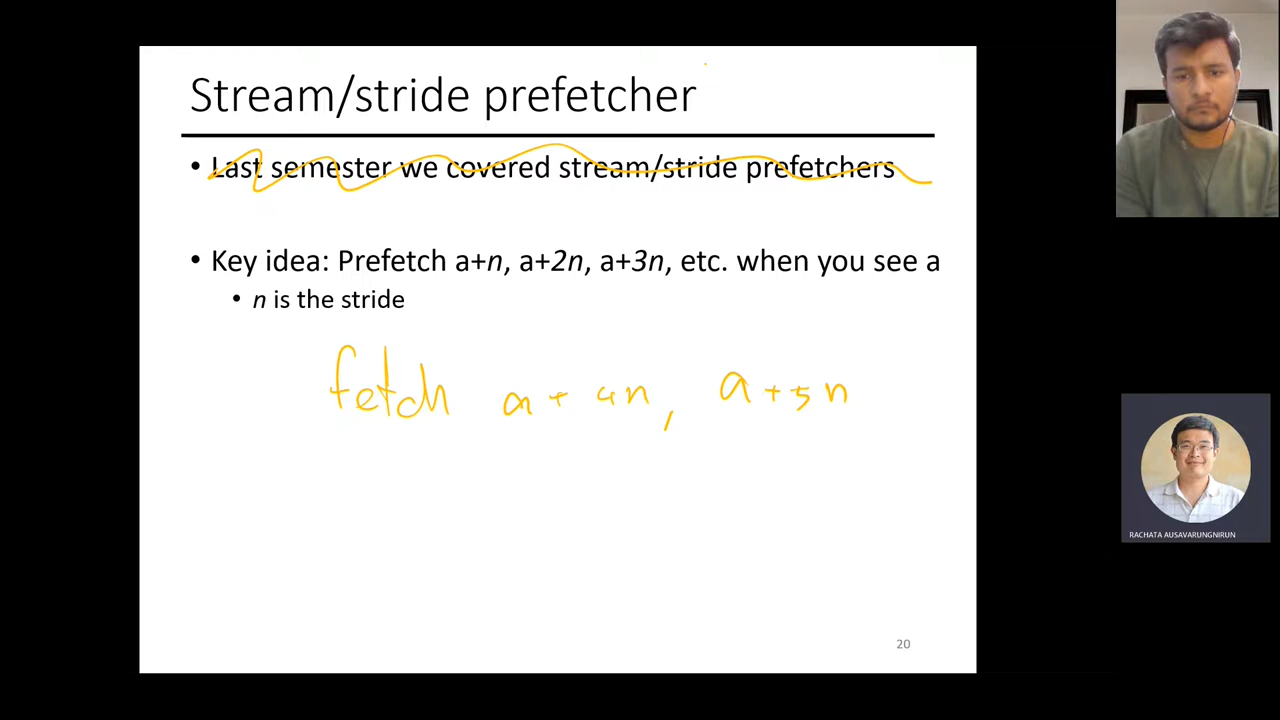 Stream/stride prefetcher
• Last semester we covered stream/stride prefetchers
• Key idea: Prefetch a+n, a+2n, a+3n, etc. when you see a
• n is the stride
fetch a + 4n, a + 5n
20
RACHATA AUSAVARUNGNIRUN